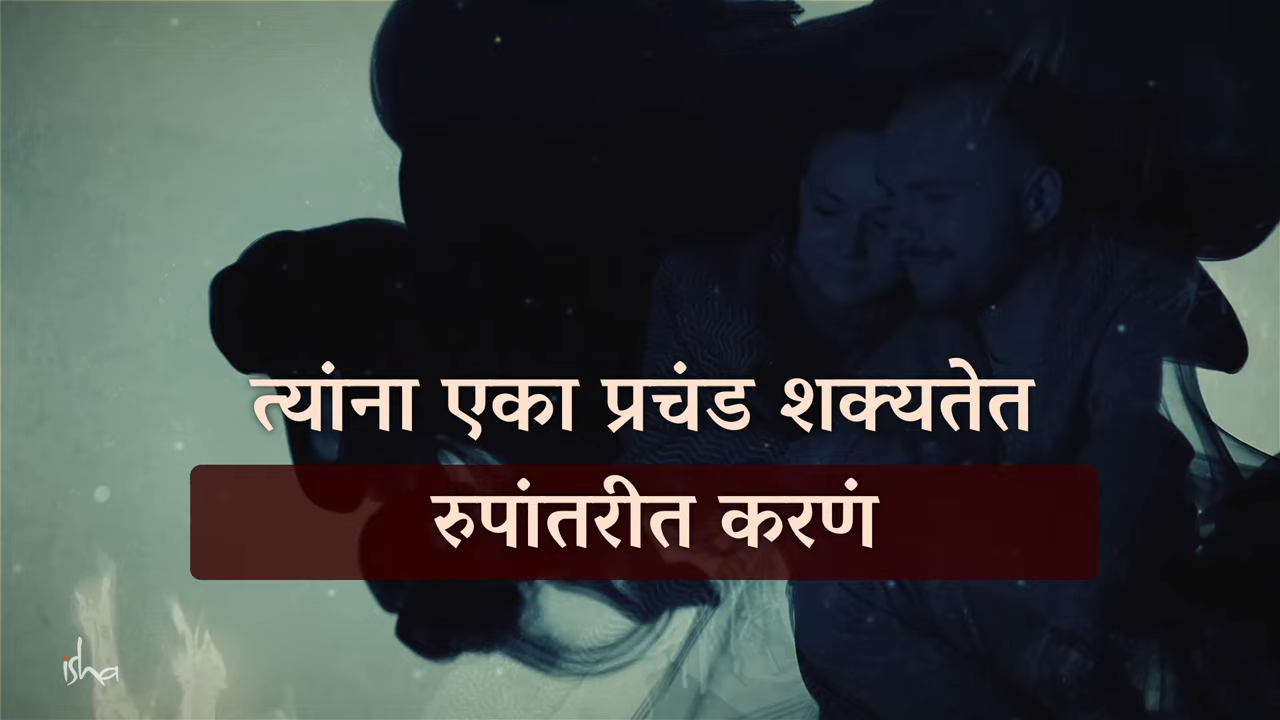 त्यांना एका प्रचंड शक्यतेत
रुपांतरीत करणं
isha